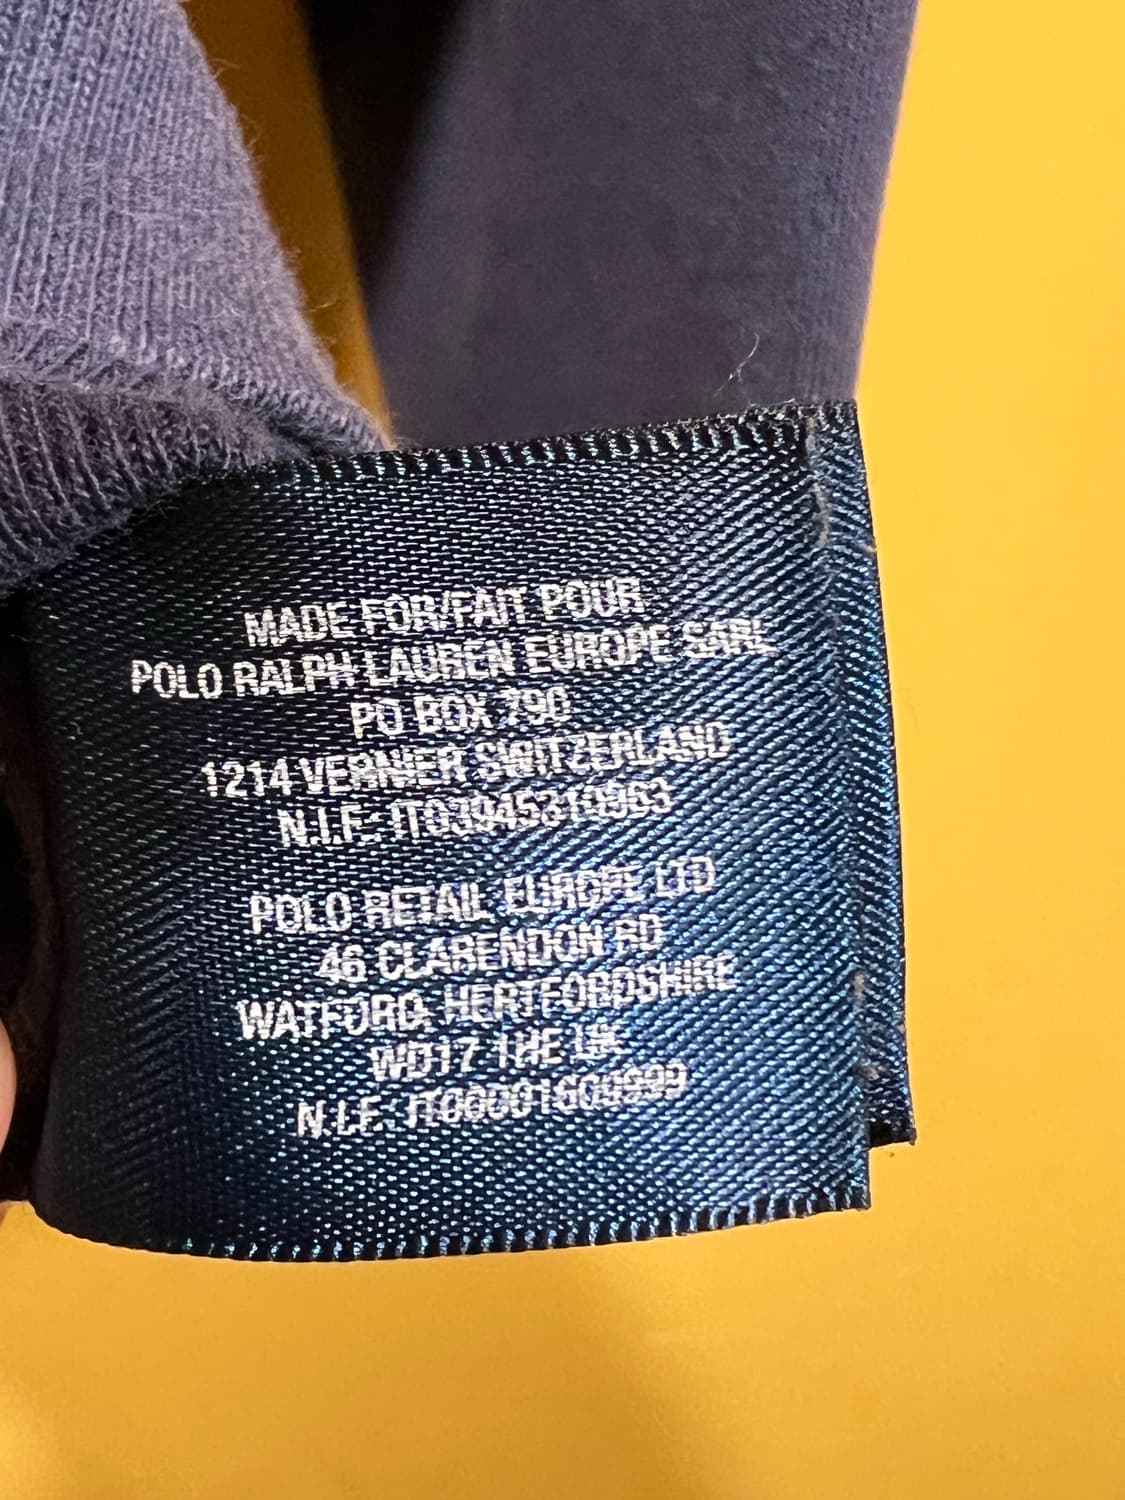 MADE FOR/FAIT POUR
POLO RALPH LAUREN EUROPE SARL
PO BOX 790
1214 VERNIER SWITZERLAND
N.I.F: IT03945310963
POLO RETAIL EUROPE LTD
46 CLARENDON RD
WATFORD, HERTFORDSHIRE
WD17 1HE UK
N.I.F.